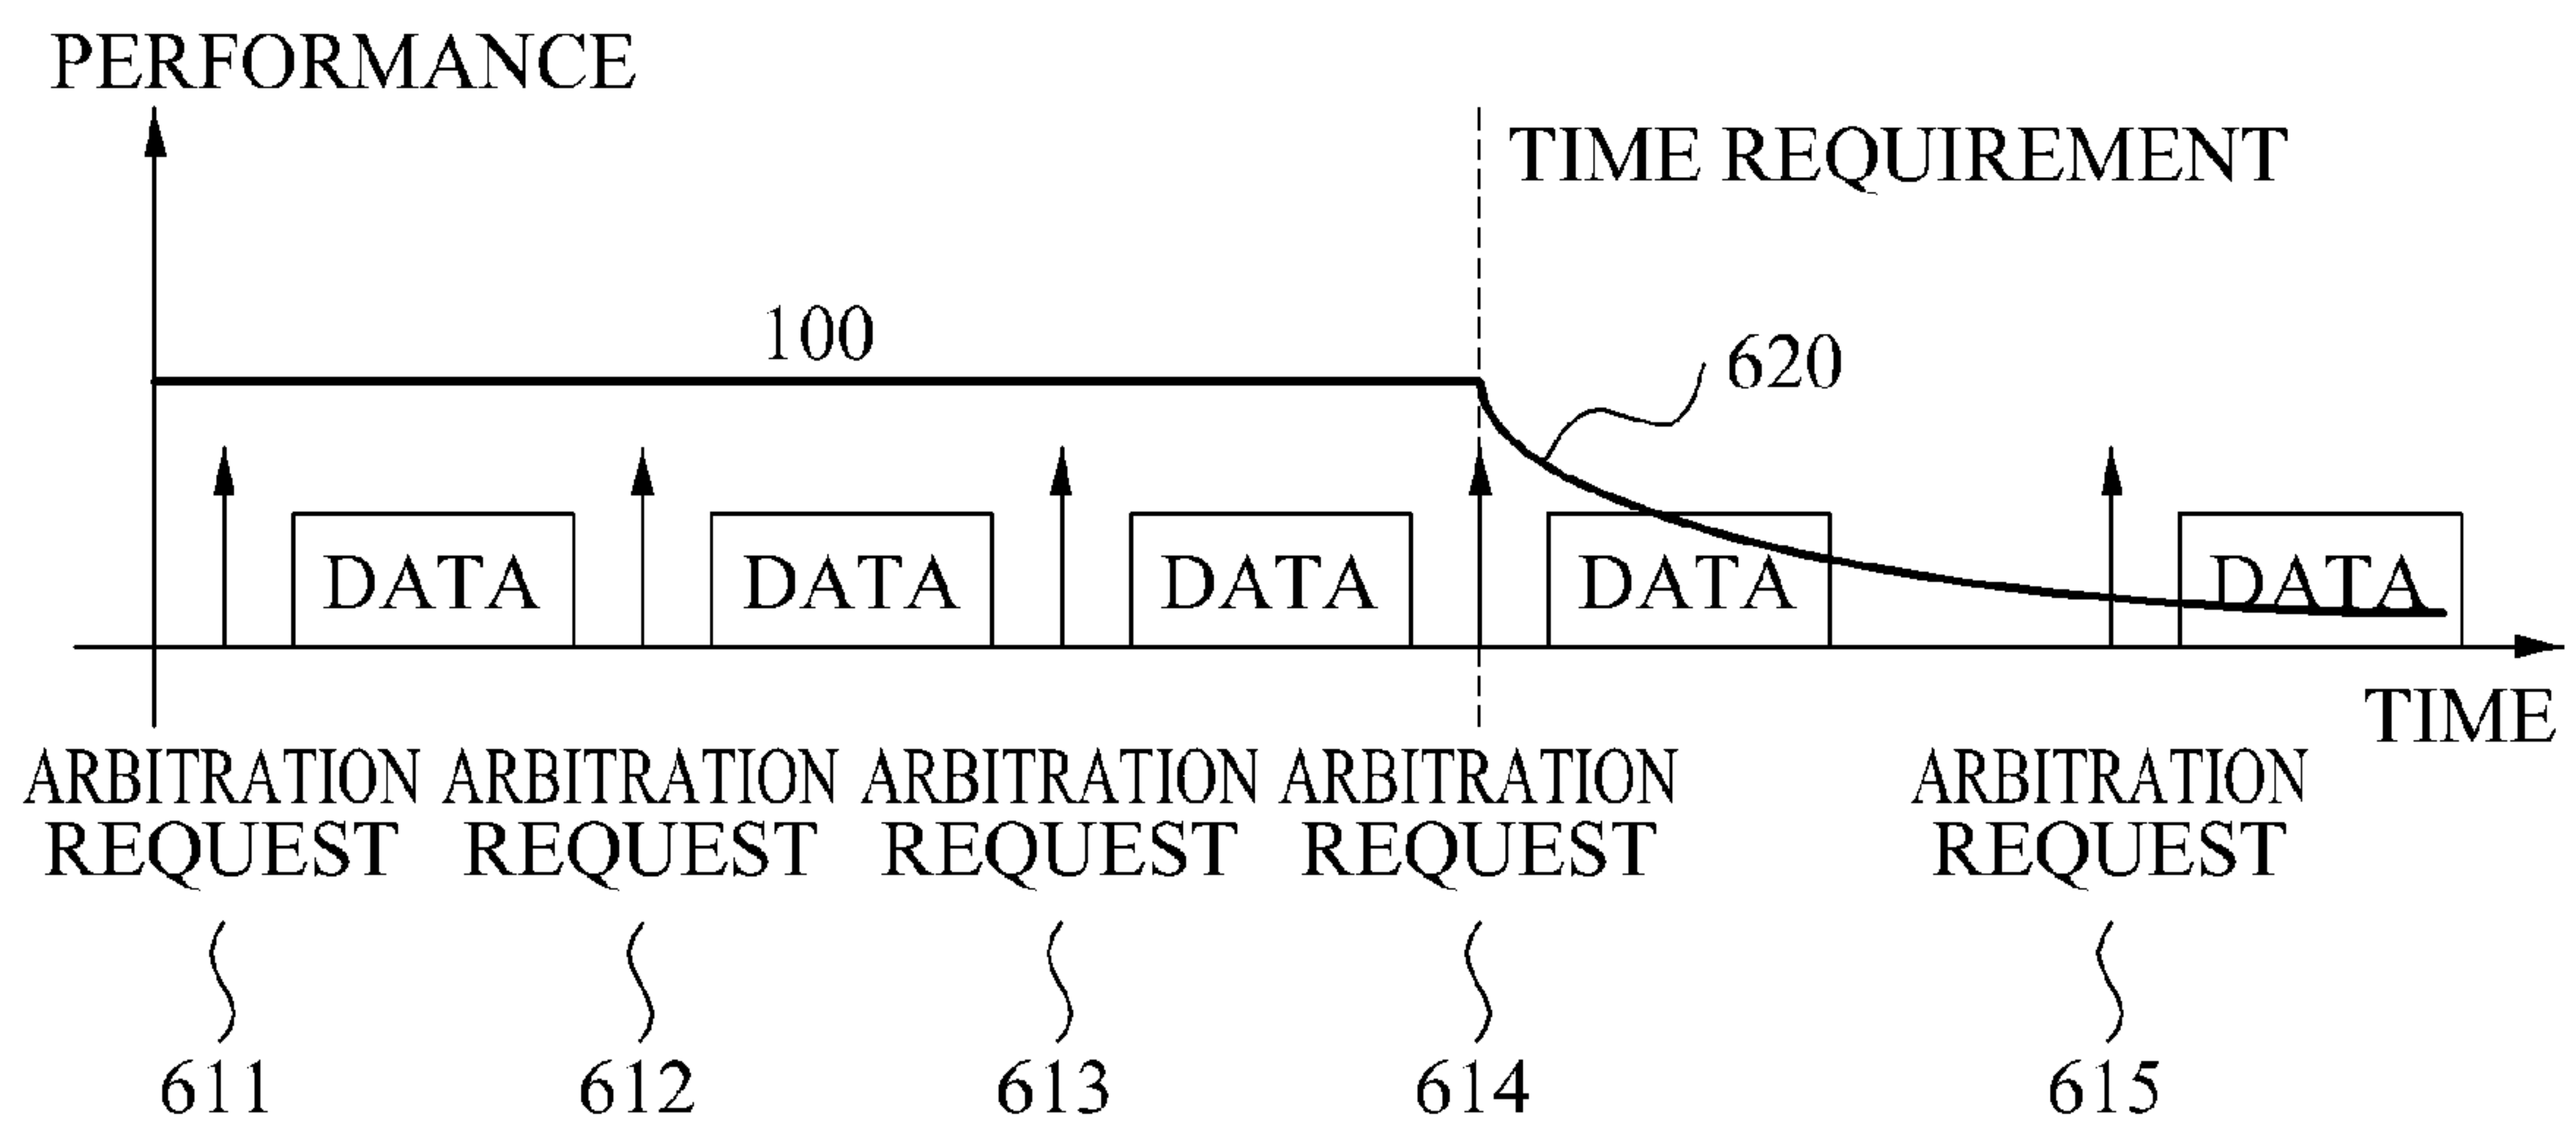 PERFORMANCE
TIME REQUIREMENT
100
620
DATA DATA DATA DATA DATA
TIME
ARBITRATION ARBITRATION ARBITRATION ARBITRATION ARBITRATION
REQUEST REQUEST REQUEST REQUEST REQUEST
611 612 613 614 615